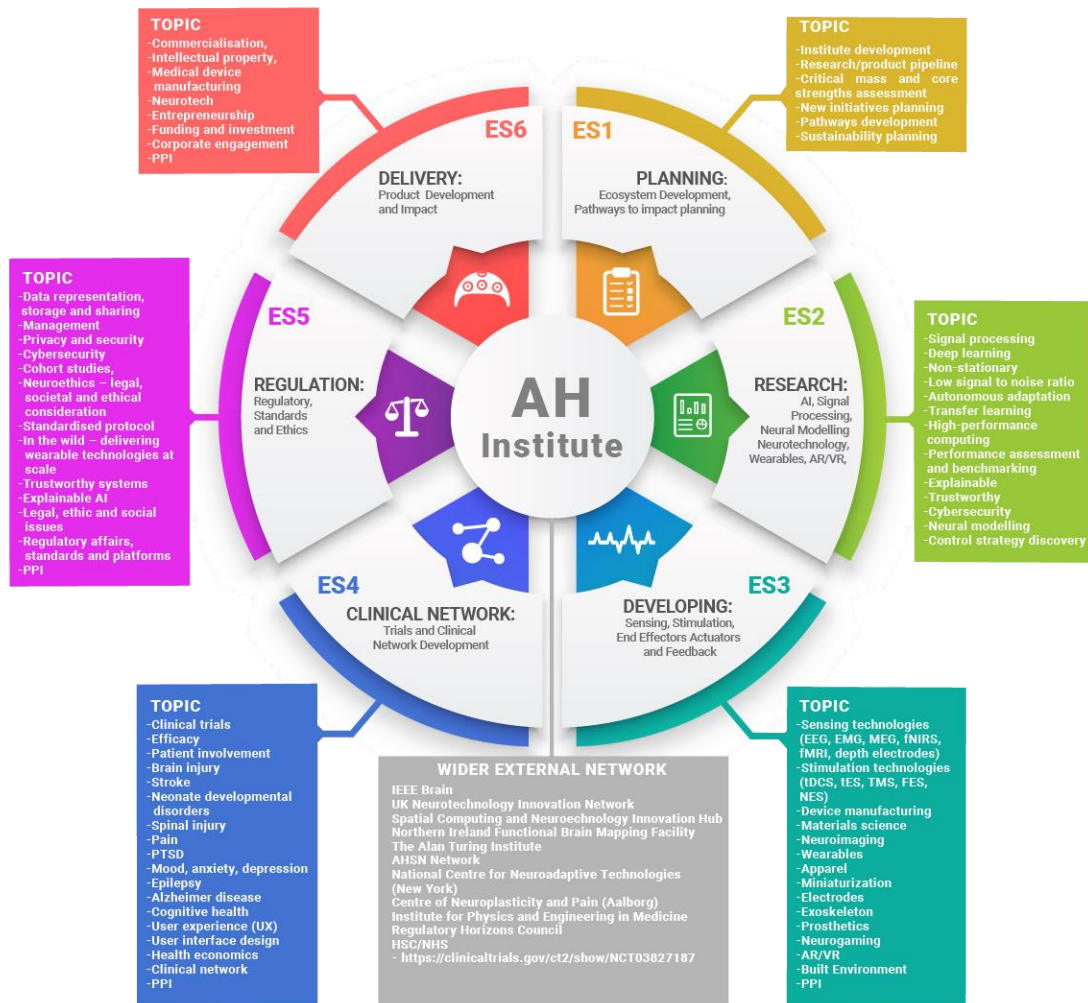 TOPIC
-Commercialisation,
-Intellectual property,
-Medical device
manufacturing
-Neurotech
-Entrepreneurship
-Funding and investment
-Corporate engagement
-PPI
TOPIC
-Institute development
-Research/product pipeline
-Critical mass and core
strengths assessment
-New initiatives planning
-Pathways development
-Sustainability planning
ES6
DELIVERY:
Product Development
and Impact
ES1
PLANNING:
Ecosystem Development,
Pathways to impact planning
TOPIC
-Data representation,
storage and sharing
-Management
-Privacy and security
-Cybersecurity
-Cohort studies,
-Neuroethics – legal,
societal and ethical
consideration
-Standardised protocol
-In the wild – delivering
wearable technologies at
scale
-Trustworthy systems
-Explainable AI
-Legal, ethic and social
issues
-Regulatory affairs,
standards and platforms
-PPI
ES5
REGULATION:
Regulatory,
Standards
and Ethics
AH
Institute
ES2
RESEARCH:
AI, Signal
Processing,
Neural Modelling
Neurotechnology,
Wearables, AR/VR,
TOPIC
-Signal processing
-Deep learning
-Non-stationary
-Low signal to noise ratio
-Autonomous adaptation
-Transfer learning
-High-performance
computing
-Performance assessment
and benchmarking
-Explainable
-Trustworthy
-Cybersecurity
-Neural modelling
-Control strategy discovery
ES4
CLINICAL NETWORK:
Trials and Clinical
Network Development
ES3
DEVELOPING:
Sensing, Stimulation,
End Effectors Actuators
and Feedback
TOPIC
-Clinical trials
-Efficacy
-Patient involvement
-Brain injury
-Stroke
-Neonate developmental
disorders
-Spinal injury
-Pain
-PTSD
-Mood, anxiety, depression
-Epilepsy
-Alzheimer disease
-Cognitive health
-User experience (UX)
-User interface design
-Health economics
-Clinical network
-PPI
WIDER EXTERNAL NETWORK
IEEE Brain
UK Neurotechnology Innovation Network
Spatial Computing and Neuroechnology Innovation Hub
Northern Ireland Functional Brain Mapping Facility
The Alan Turing Institute
AHSN Network
National Centre for Neuroadaptive Technologies
(New York)
Centre of Neuroplasticity and Pain (Aalborg)
Institute for Physics and Engineering in Medicine
Regulatory Horizons Council
HSC/NHS
- https://clinicaltrials.gov/ct2/show/NCT03827187
TOPIC
-Sensing technologies
(EEG, EMG, MEG, fNIRS,
fMRI, depth electrodes)
-Stimulation technologies
(tDCS, tES, TMS, FES,
NES)
-Device manufacturing
-Materials science
-Neuroimaging
-Wearables
-Apparel
-Miniaturization
-Electrodes
-Exoskeleton
-Prosthetics
-Neurogaming
-AR/VR
-Built Environment
-PPI